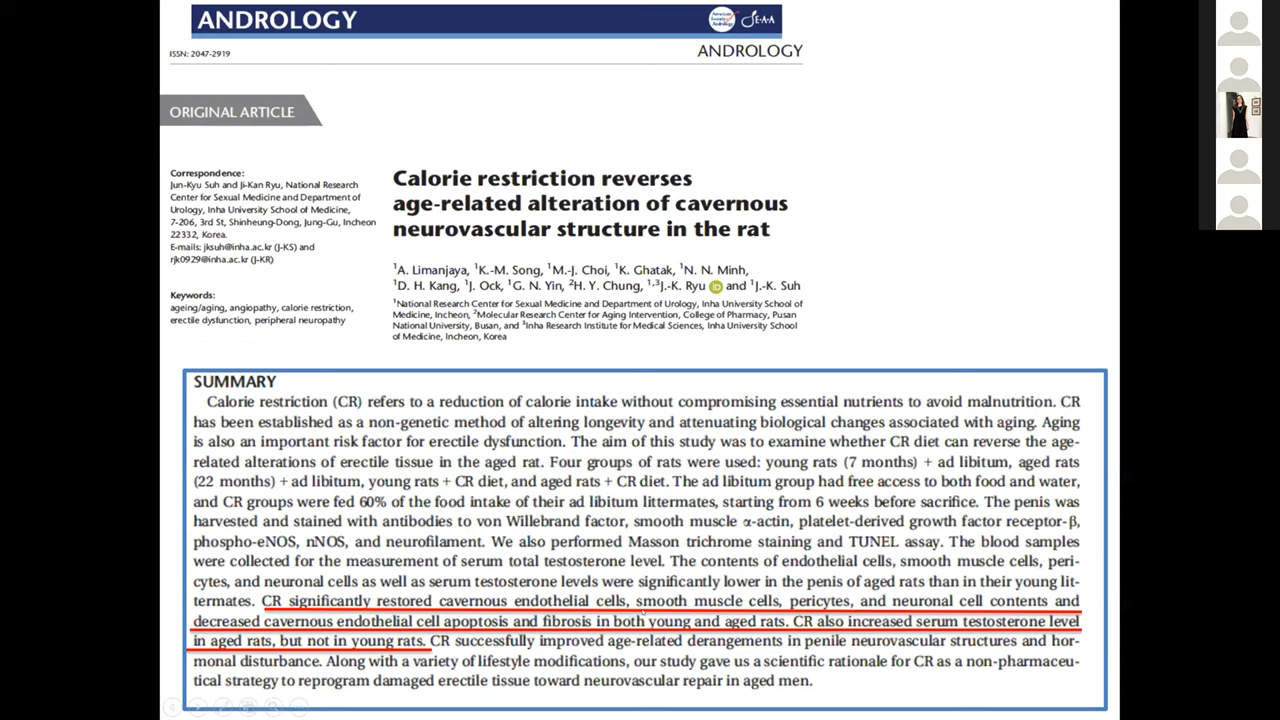 ANDROLOGY
ISSN: 2047-2919
ANDROLOGY
ORIGINAL ARTICLE
Correspondence:
Jun-Kyu Suh and Ji-Kan Ryu, National Research
Center for Sexual Medicine and Department of
Urology, Inha University School of Medicine,
7-206, 3rd St, Shinheung-Dong, Jung-Gu, Incheon
22332, Korea.
E-mails: jksuh@inha.ac.kr (J-KS) and
rjk0929@inha.ac.kr (J-KR)
Keywords:
ageing/aging, angiopathy, calorie restriction,
erectile dysfunction, peripheral neuropathy
Calorie restriction reverses
age-related alteration of cavernous
neurovascular structure in the rat
1A. Limanjaya, 1K.-M. Song, 1M.-J. Choi, 1K. Ghatak, 1N. N. Minh,
1D. H. Kang, 1J. Ock, 1G. N. Yin, 2H. Y. Chung, 1,3J.-K. Ryu iD and 1J.-K. Suh
1National Research Center for Sexual Medicine and Department of Urology, Inha University School of
Medicine, Incheon, 2Molecular Research Center for Aging Intervention, College of Pharmacy, Pusan
National University, Busan, and 3Inha Research Institute for Medical Sciences, Inha University School
of Medicine, Incheon, Korea
SUMMARY
Calorie restriction (CR) refers to a reduction of calorie intake without compromising essential nutrients to avoid malnutrition. CR
has been established as a non-genetic method of altering longevity and attenuating biological changes associated with aging. Aging
is also an important risk factor for erectile dysfunction. The aim of this study was to examine whether CR diet can reverse the age-
related alterations of erectile tissue in the aged rat. Four groups of rats were used: young rats (7 months) + ad libitum, aged rats
(22 months) + ad libitum, young rats + CR diet, and aged rats + CR diet. The ad libitum group had free access to both food and water,
and CR groups were fed 60% of the food intake of their ad libitum littermates, starting from 6 weeks before sacrifice. The penis was
harvested and stained with antibodies to von Willebrand factor, smooth muscle α-actin, platelet-derived growth factor receptor-β,
phospho-eNOS, nNOS, and neurofilament. We also performed Masson trichrome staining and TUNEL assay. The blood samples
were collected for the measurement of serum total testosterone level. The contents of endothelial cells, smooth muscle cells, peri-
cytes, and neuronal cells as well as serum testosterone levels were significantly lower in the penis of aged rats than in their young lit-
termates. CR significantly restored cavernous endothelial cells, smooth muscle cells, pericytes, and neuronal cell contents and
decreased cavernous endothelial cell apoptosis and fibrosis in both young and aged rats. CR also increased serum testosterone level
in aged rats, but not in young rats. CR successfully improved age-related derangements in penile neurovascular structures and hor-
monal disturbance. Along with a variety of lifestyle modifications, our study gave us a scientific rationale for CR as a non-pharmaceu-
tical strategy to reprogram damaged erectile tissue toward neurovascular repair in aged men.